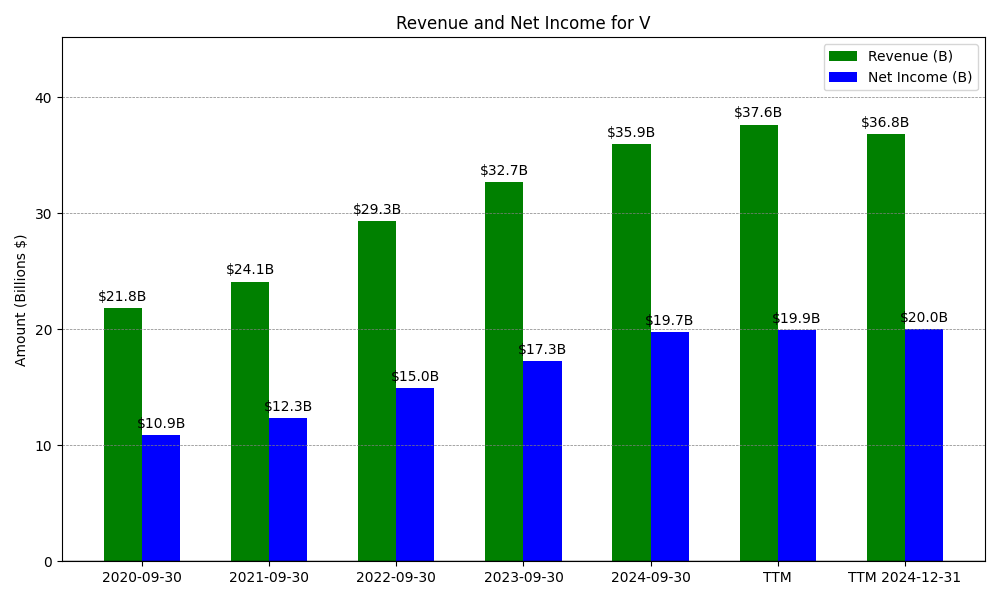 Revenue and Net Income for V
Revenue (B)
Net Income (B)
Amount (Billions $)
40
30
20
10
0
$21.8B
$10.9B
$24.1B
$12.3B
$29.3B
$15.0B
$32.7B
$17.3B
$35.9B
$19.7B
$37.6B
$19.9B
$36.8B
$20.0B
2020-09-30
2021-09-30
2022-09-30
2023-09-30
2024-09-30
TTM
TTM 2024-12-31